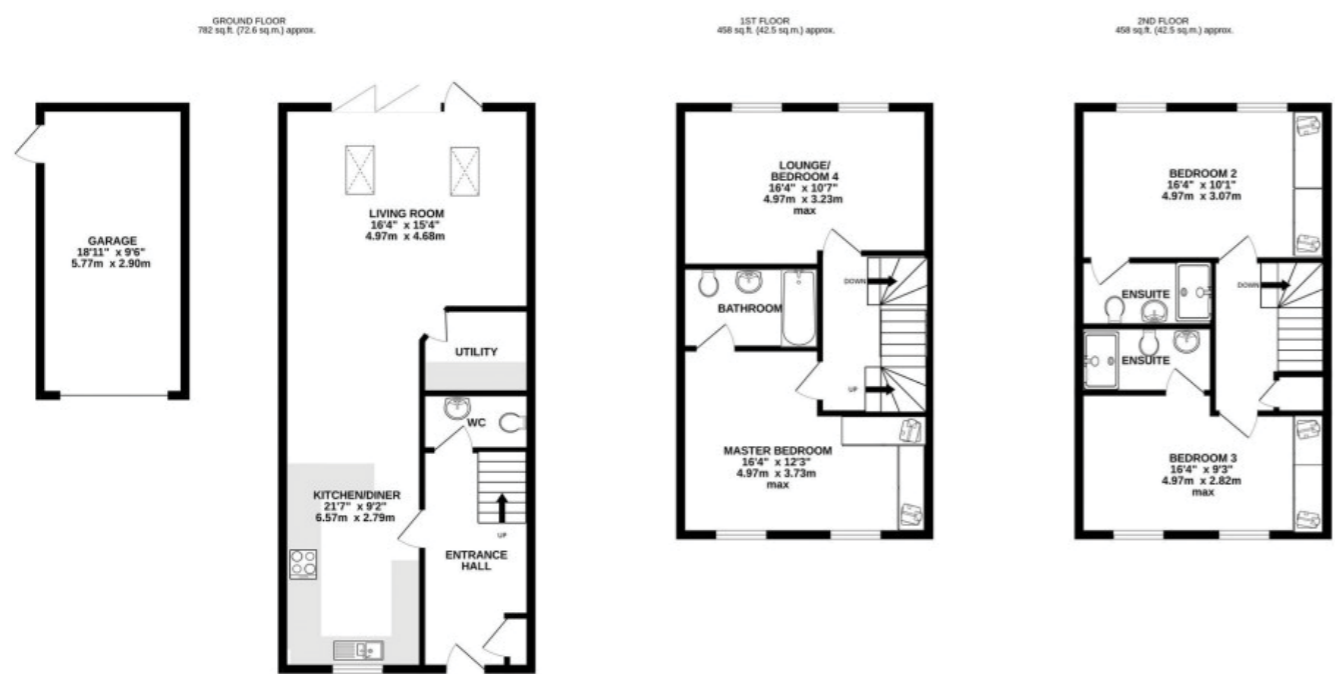 GROUND FLOOR
782 sq.ft. (72.6 sq.m.) approx.
GARAGE
18'11" x 9'6"
5.77m x 2.90m
LIVING ROOM
16'4" x 15'4"
4.97m x 4.68m
UTILITY
WC
KITCHEN/DINER
21'7" x 9'2"
6.57m x 2.79m
UP
ENTRANCE
HALL
1ST FLOOR
458 sq.ft. (42.5 sq.m.) approx.
LOUNGE/
BEDROOM 4
16'4" x 10'7"
4.97m x 3.23m
max
DOWN
BATHROOM
UP
MASTER BEDROOM
16'4" x 12'3"
4.97m x 3.73m
max
2ND FLOOR
458 sq.ft. (42.5 sq.m.) approx.
BEDROOM 2
16'4" x 10'1"
4.97m x 3.07m
DOWN
ENSUITE
ENSUITE
BEDROOM 3
16'4" x 9'3"
4.97m x 2.82m
max